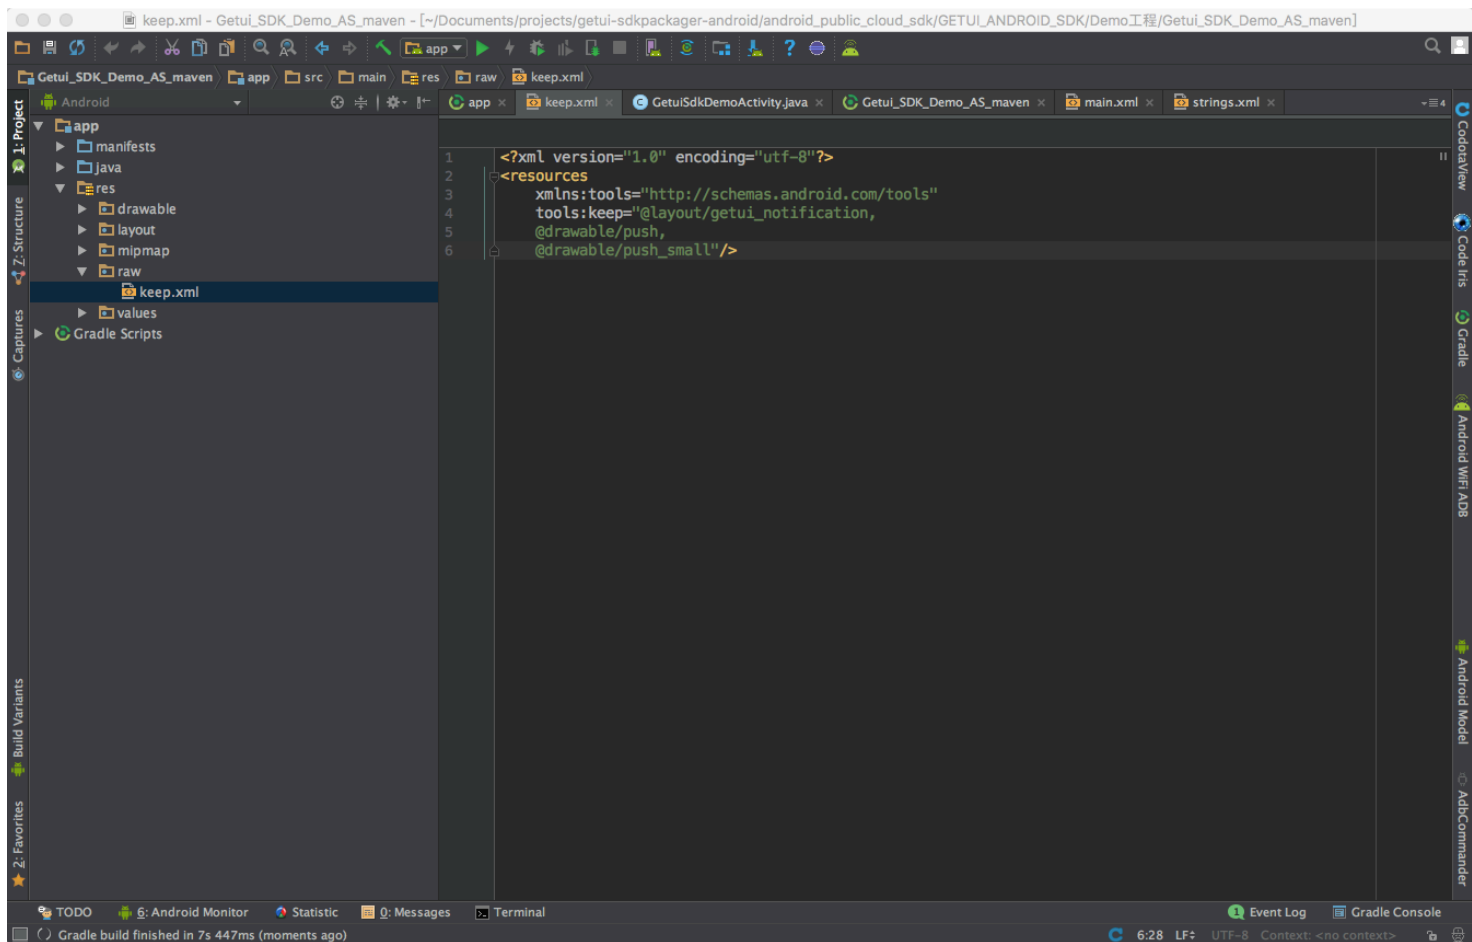 keep.xml - Getui_SDK_Demo_AS_maven - [~/Documents/projects/getui-sdkpackager-android/android_public_cloud_sdk/GETUI_ANDROID_SDK/Demo工程/Getui_SDK_Demo_AS_maven]
app
Getui_SDK_Demo_AS_maven app src main res raw keep.xml
Android
app keep.xml GetuiSdkDemoActivity.java Getui_SDK_Demo_AS_maven main.xml strings.xml 4
1: Project
Z: Structure
Captures
Build Variants
2: Favorites
app
manifests
java
res
drawable
layout
mipmap
raw
keep.xml
values
Gradle Scripts
1 <?xml version="1.0" encoding="utf-8"?>
2 <resources
3 xmlns:tools="http://schemas.android.com/tools"
4 tools:keep="@layout/getui_notification,
5 @drawable/push,
6 @drawable/push_small"/>
CodotaView
Code Iris
Gradle
Android WiFi ADB
Android Model
AdbCommander
TODO 6: Android Monitor Statistic 0: Messages Terminal 1 Event Log Gradle Console
Gradle build finished in 7s 447ms (moments ago) 6:28 LF UTF-8 Context: <no context>